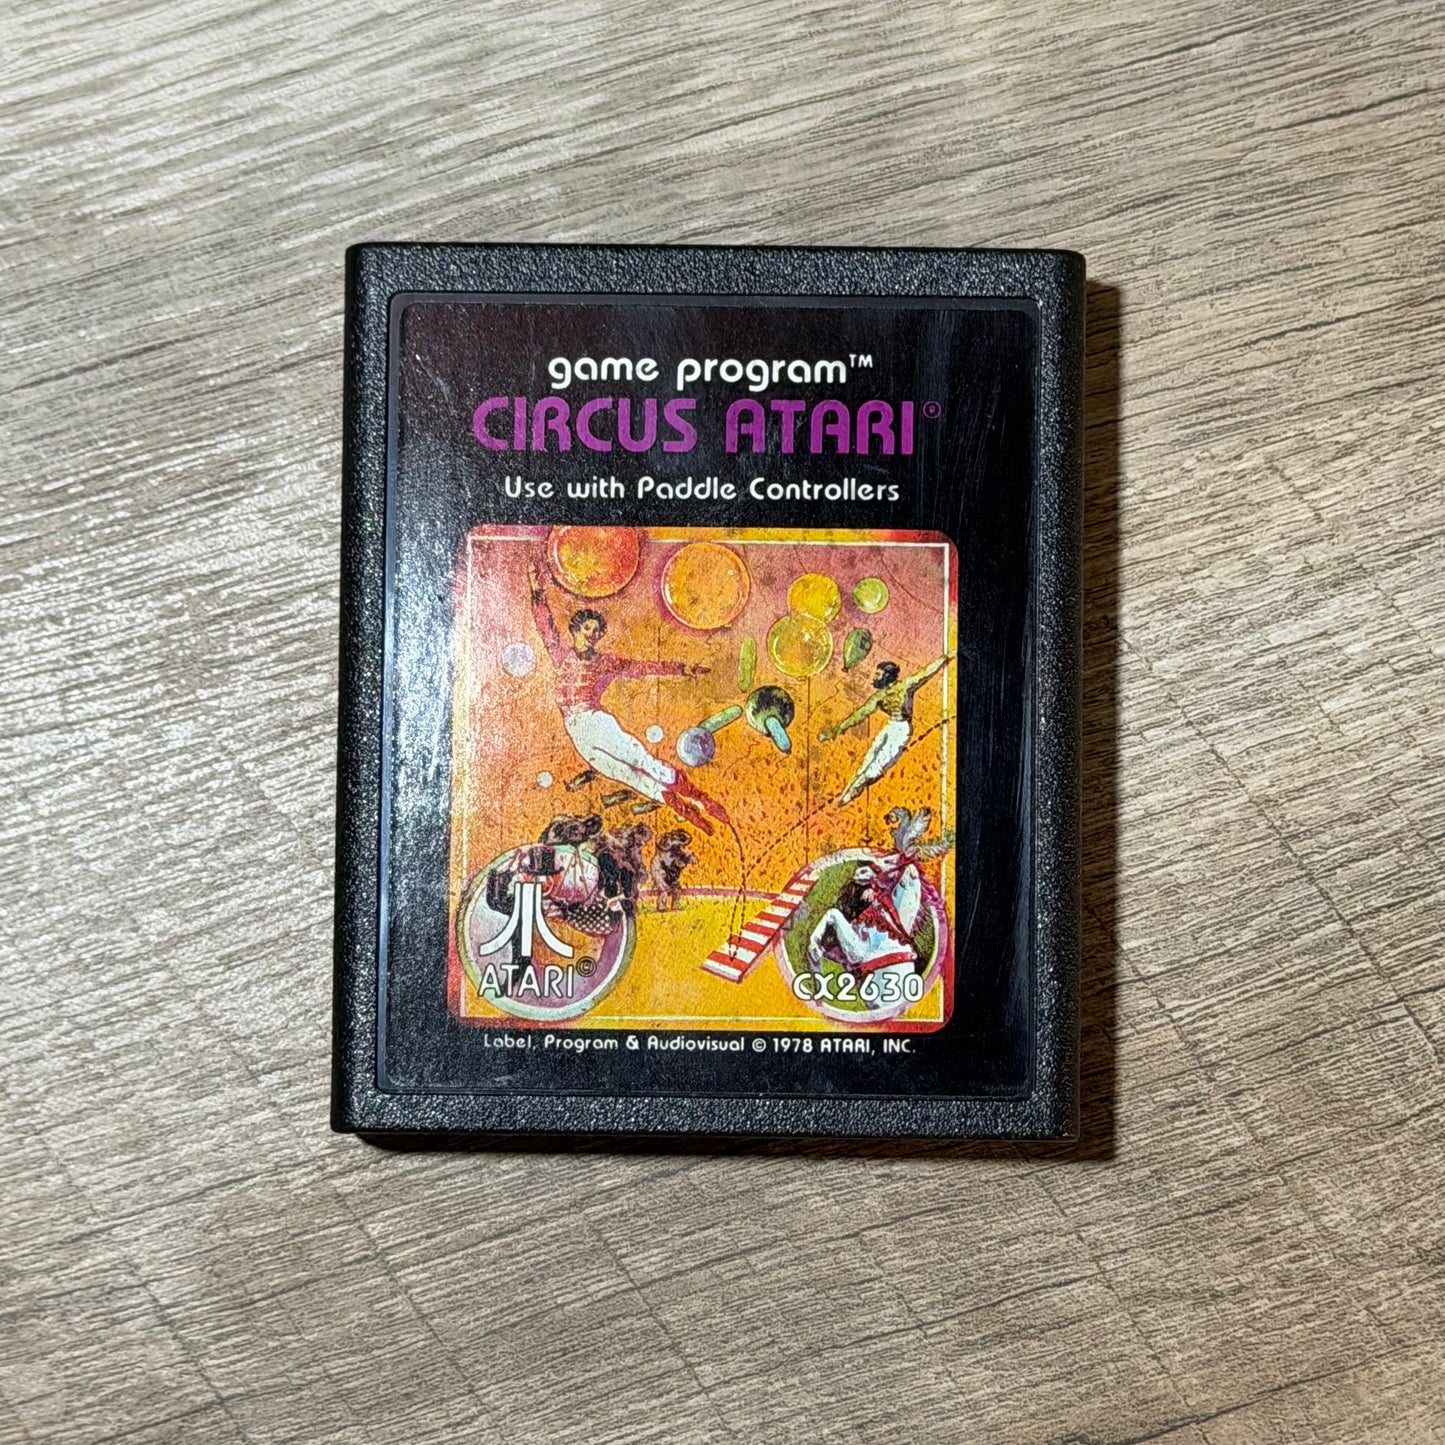 game program™
CIRCUS ATARI®
Use with Paddle Controllers
ATARI®
CX2630
Label, Program & Audiovisual © 1978 ATARI, INC.